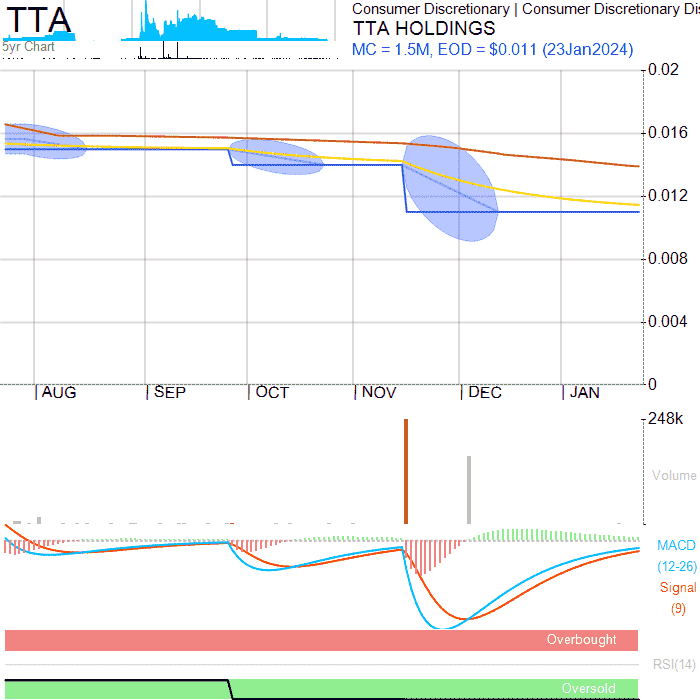 TTA
5yr Chart
Consumer Discretionary | Consumer Discretionary Dis
TTA HOLDINGS
MC = 1.5M, EOD = $0.011 (23Jan2024)
0.02
0.016
0.012
0.008
0.004
0
AUG SEP OCT NOV DEC JAN
248k
Volume
MACD
(12-26)
Signal
(9)
Overbought
RSI(14)
Oversold